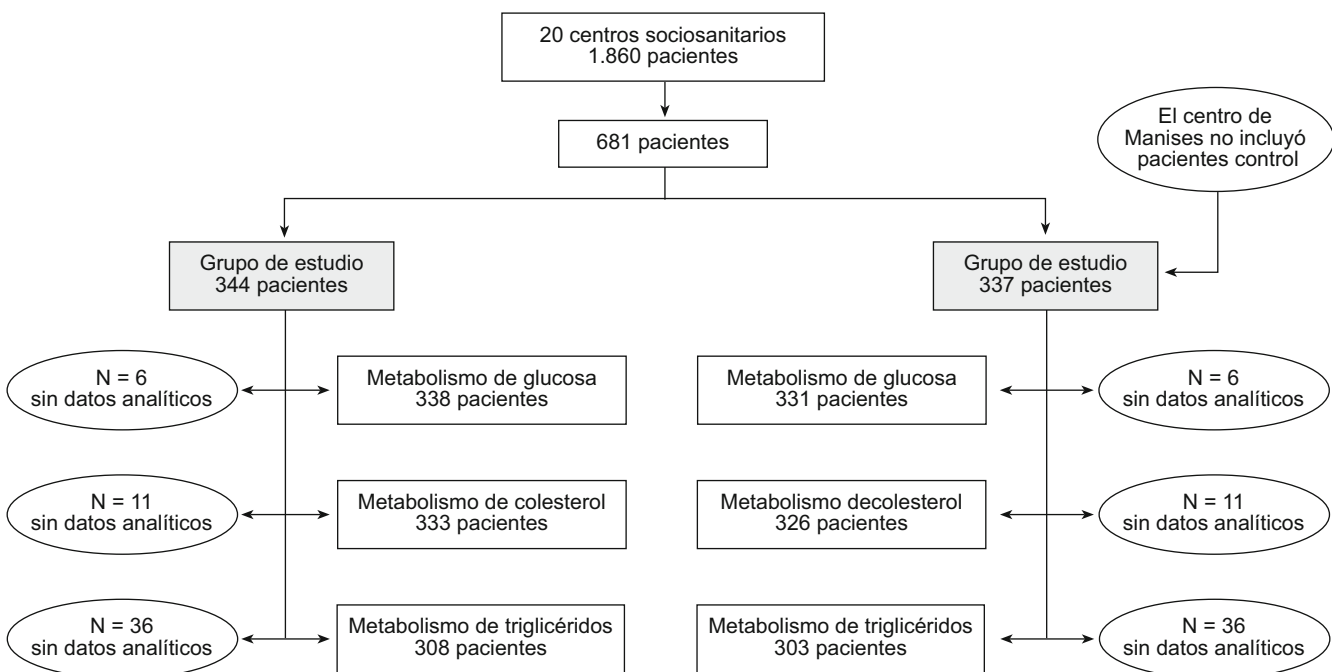 20 centros sociosanitarios
1.860 pacientes
681 pacientes
El centro de
Manises no incluyó
pacientes control
Grupo de estudio
344 pacientes
Grupo de estudio
337 pacientes
N = 6
sin datos analíticos
Metabolismo de glucosa
338 pacientes
Metabolismo de glucosa
331 pacientes
N = 6
sin datos analíticos
N = 11
sin datos analíticos
Metabolismo de colesterol
333 pacientes
Metabolismo decolesterol
326 pacientes
N = 11
sin datos analíticos
N = 36
sin datos analíticos
Metabolismo de triglicéridos
308 pacientes
Metabolismo de triglicéridos
303 pacientes
N = 36
sin datos analíticos